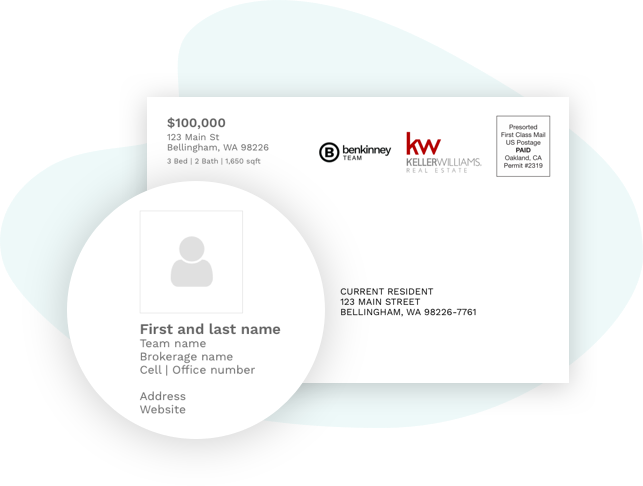 $100,000
123 Main St
Bellingham, WA 98226
3 Bed | 2 Bath | 1,650 sqft
B benkinney
TEAM
kw
KELLERWILLIAMS.
REAL ESTATE
Presorted
First Class Mail
US Postage
PAID
Oakland, CA
Permit #2319
CURRENT RESIDENT
123 MAIN STREET
BELLINGHAM, WA 98226-7761
First and last name
Team name
Brokerage name
Cell | Office number
Address
Website